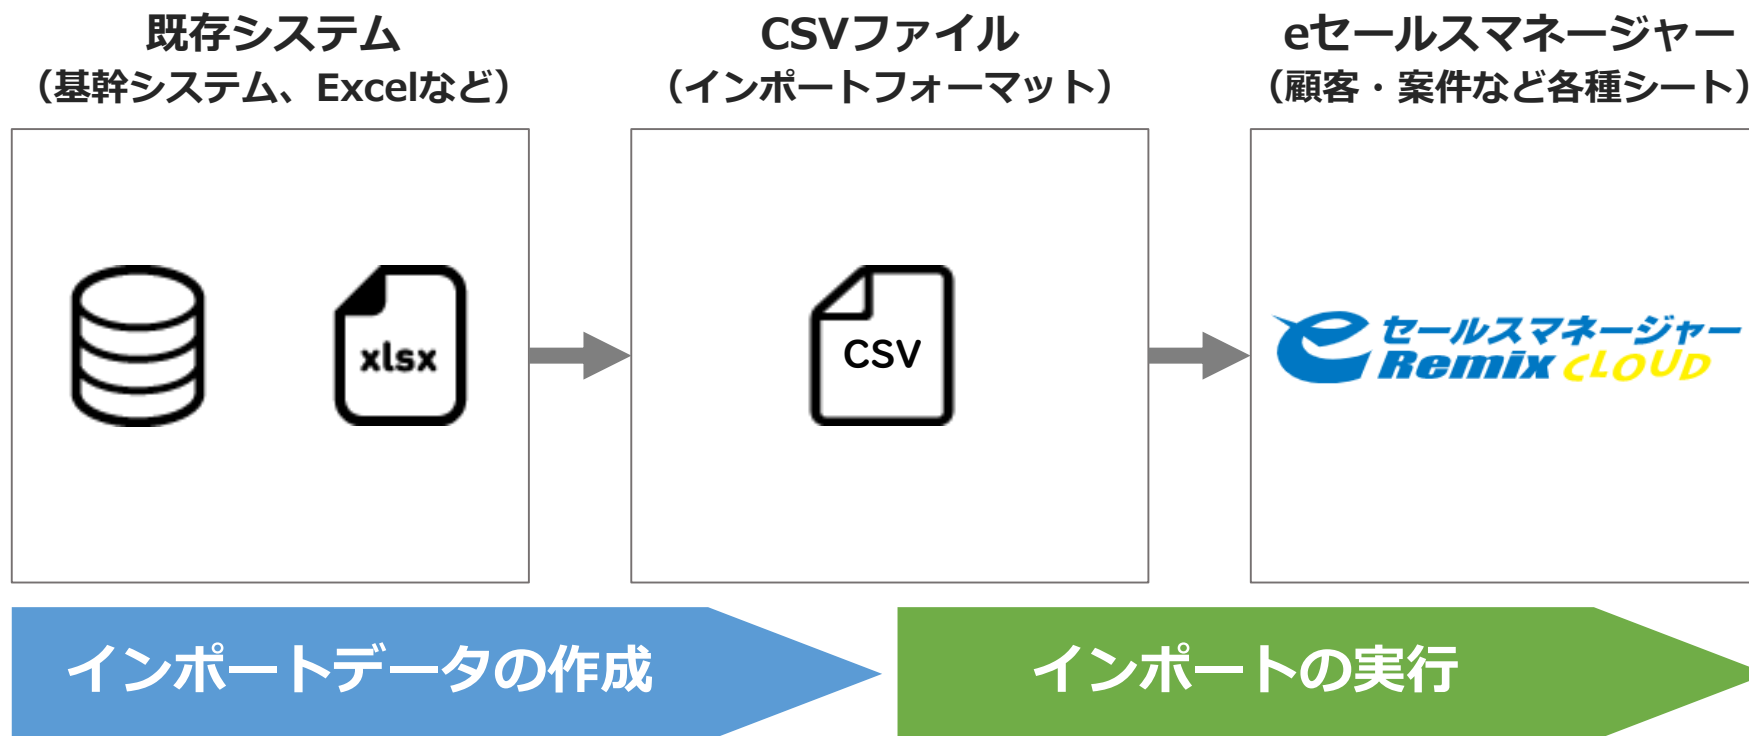 既存システム
（基幹システム、Excelなど）
CSVファイル
（インポートフォーマット）
eセールスマネージャー
（顧客・案件など各種シート）
xlsx
CSV
eセールスマネージャー
Remix CLOUD
インポートデータの作成
インポートの実行